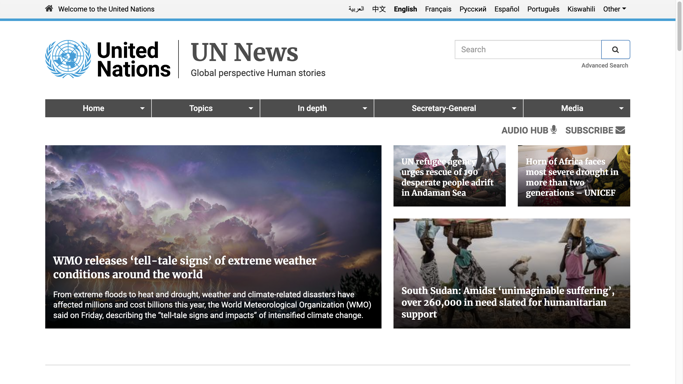 Welcome to the United Nations
العربية
中文
English
Français
Русский
Español
Português
Kiswahili
Other
United
Nations
UN News
Global perspective Human stories
Search
Advanced Search
Home
Topics
In depth
Secretary-General
Media
AUDIO HUB
SUBSCRIBE
WMO releases ‘tell-tale signs’ of extreme weather
conditions around the world
From extreme floods to heat and drought, weather and climate-related disasters have
affected millions and cost billions this year, the World Meteorological Organization (WMO)
said on Friday, describing the “tell-tale signs and impacts” of intensified climate change.
UN refugee agency
urges rescue of 190
desperate people adrift
in Andaman Sea
Horn of Africa faces
most severe drought in
more than two
generations – UNICEF
South Sudan: Amidst ‘unimaginable suffering’,
over 260,000 in need slated for humanitarian
support